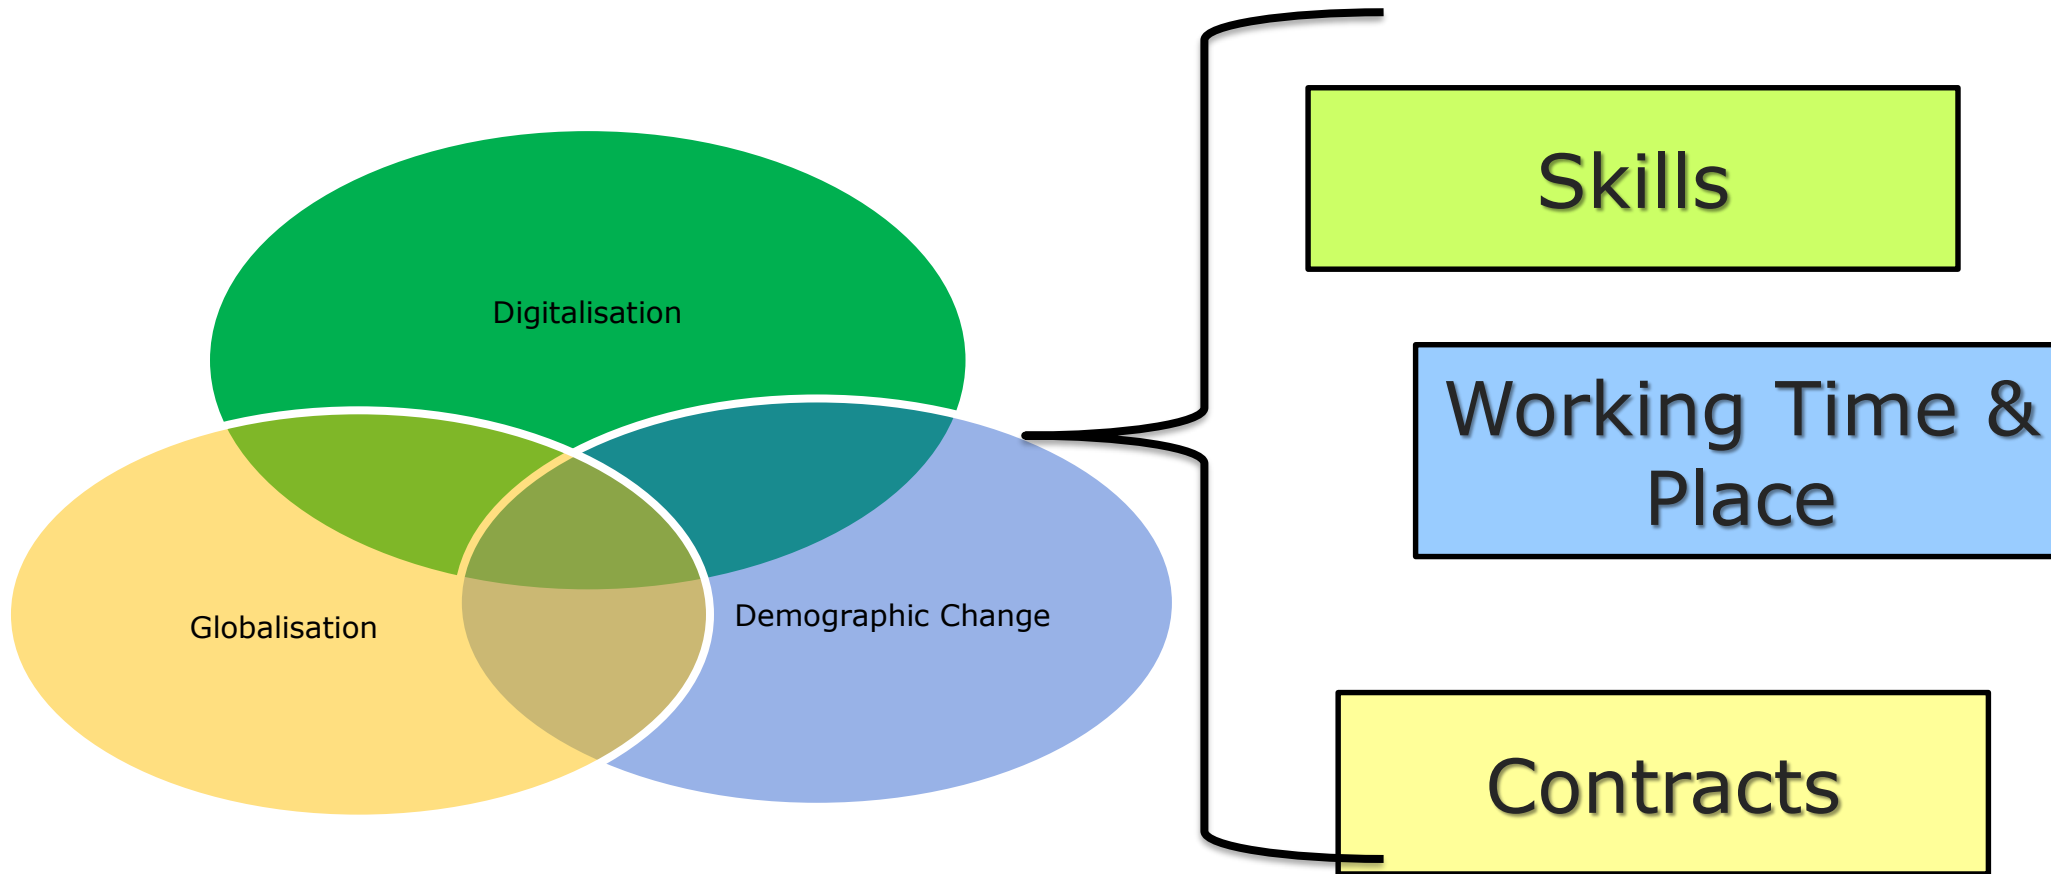 Digitalisation
Globalisation
Demographic Change
Skills
Working Time &
Place
Contracts